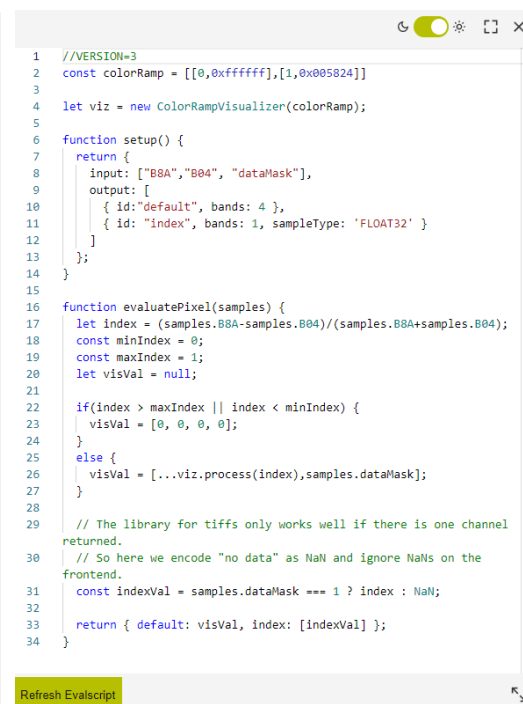 1 //VERSION=3
2 const colorRamp = [[0,0xffffff],[1,0x005824]]
3
4 let viz = new ColorRampVisualizer(colorRamp);
5
6 function setup() {
7   return {
8     input: ["B8A","B04", "dataMask"],
9     output: [
10       { id:"default", bands: 4 },
11       { id: "index", bands: 1, sampleType: 'FLOAT32' }
12     ]
13   };
14 }
15
16 function evaluatePixel(samples) {
17   let index = (samples.B8A-samples.B04)/(samples.B8A+samples.B04);
18   const minIndex = 0;
19   const maxIndex = 1;
20   let visVal = null;
21
22   if(index > maxIndex || index < minIndex) {
23     visVal = [0, 0, 0, 0];
24   }
25   else {
26     visVal = [...viz.process(index),samples.dataMask];
27   }
28
29   // The library for tiffs only works well if there is one channel
returned.
30   // So here we encode "no data" as NaN and ignore NaNs on the
frontend.
31   const indexVal = samples.dataMask === 1 ? index : NaN;
32
33   return { default: visVal, index: [indexVal] };
34 }
Refresh Evalscript